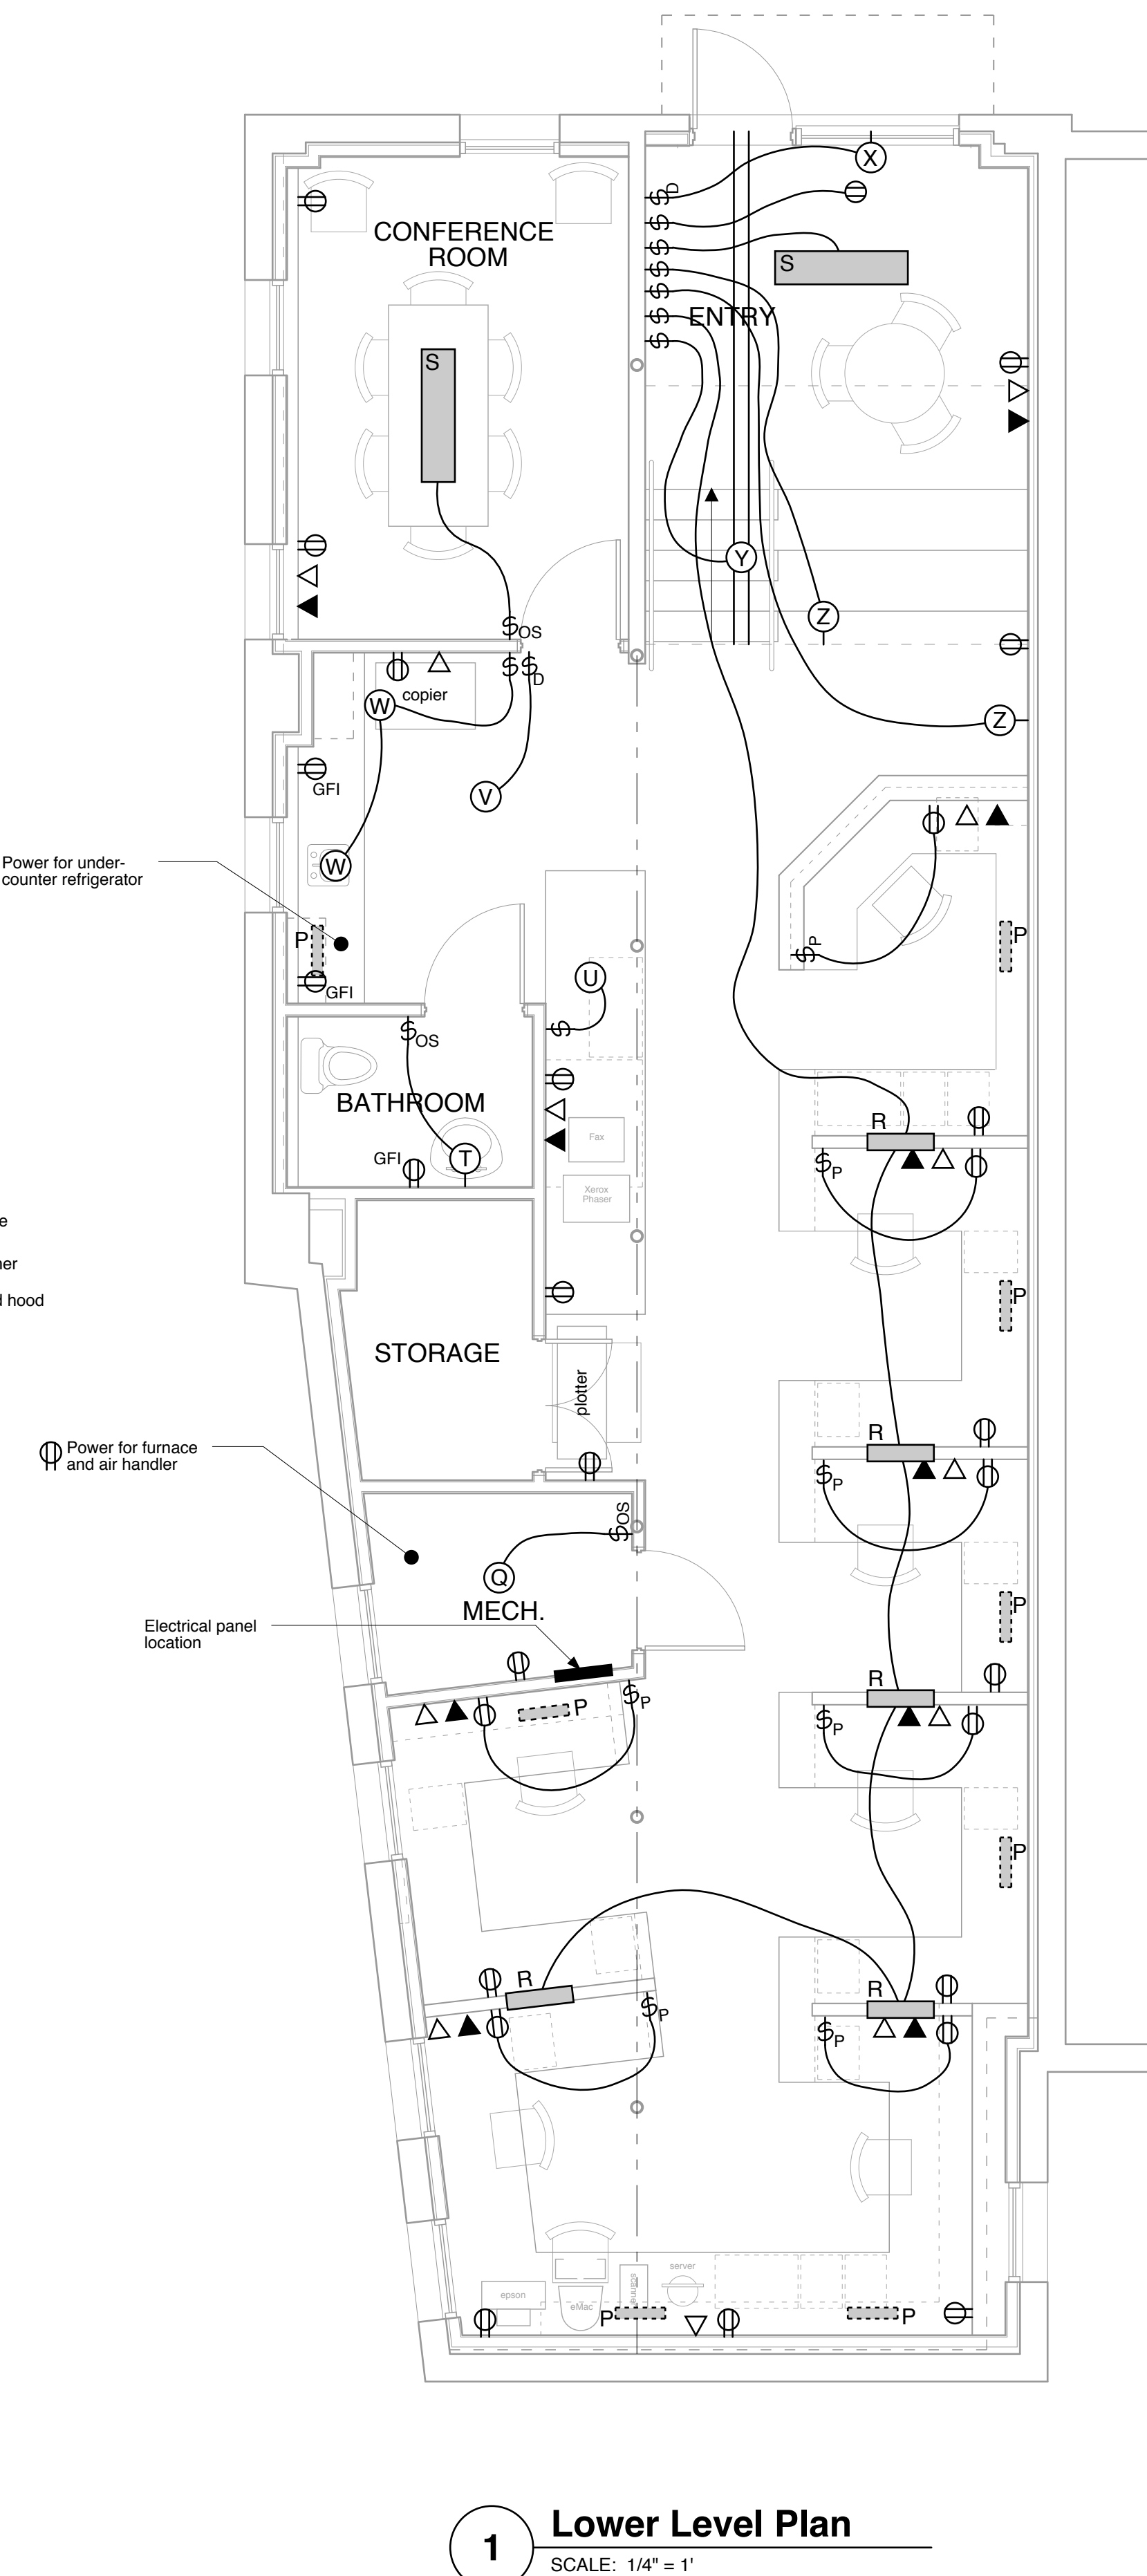 X
$D
$
CONFERENCE
ROOM
$
S
$
$
ENTRY
$
$
S
Y
Z
$OS
$ $D
copier
W
Z
GFI
V
Power for under-
counter refrigerator
W
P
$P
P
GFI
U
$
$OS
BATHROOM
Fax
GFI
T
R
$P
Xerox
Phaser
P
STORAGE
plotter
R
$P
Power for furnace
and air handler
$OS
Q
MECH.
P
Electrical panel
location
R
$P
P
$P
P
R
$P
R
$P
server
epson
eMac
P
P
e
ner
d hood
1
Lower Level Plan
SCALE: 1/4" = 1'